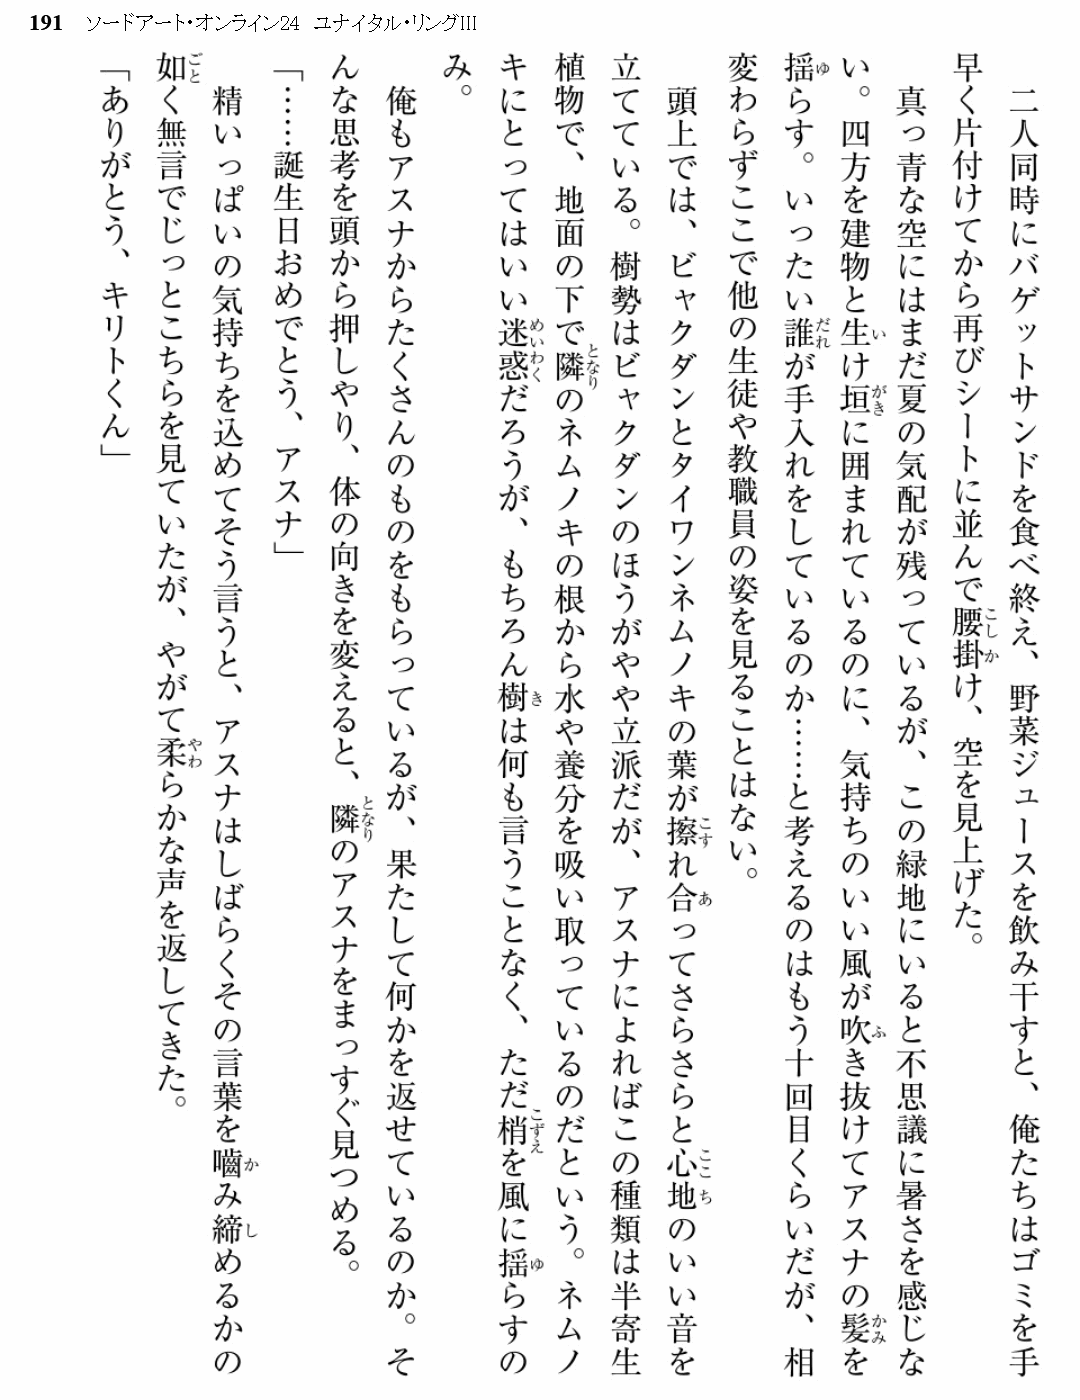 191 ソードアート・オンライン24 ユナイタル・リングⅢ
二人同時にバゲットサンドを食べ終え、野菜ジュースを飲み干すと、俺たちはゴミを手
早く片付けてから再びシートに並んで腰掛け、空を見上げた。
真っ青な空にはまだ夏の気配が残っているが、この緑地にいると不思議に暑さを感じな
い。四方を建物と生け垣に囲まれているのに、気持ちのいい風が吹き抜けてアスナの髪を
揺らす。いったい誰が手入れをしているのか……と考えるのはもう十回目くらいだが、相
変わらずここで他の生徒や教職員の姿を見ることはない。
頭上では、ビャクダンとタイワンネムノキの葉が擦れ合ってさらさらと心地のいい音を
立てている。樹勢はビャクダンのほうがやや立派だが、アスナによればこの種類は半寄生
植物で、地面の下で隣のネムノキの根から水や養分を吸い取っているのだという。ネムノ
キにとってはいい迷惑だろうが、もちろん樹は何も言うことなく、ただ梢を風に揺らすの
み。
俺もアスナからたくさんのものをもらっているが、果たして何かを返せているのか。そ
んな思考を頭から押しやり、体の向きを変えると、隣のアスナをまっすぐ見つめる。
「……誕生日おめでとう、アスナ」
精いっぱいの気持ちを込めてそう言うと、アスナはしばらくその言葉を嚙み締めるかの
如く無言でじっとこちらを見ていたが、やがて柔らかな声を返してきた。
「ありがとう、キリトくん」